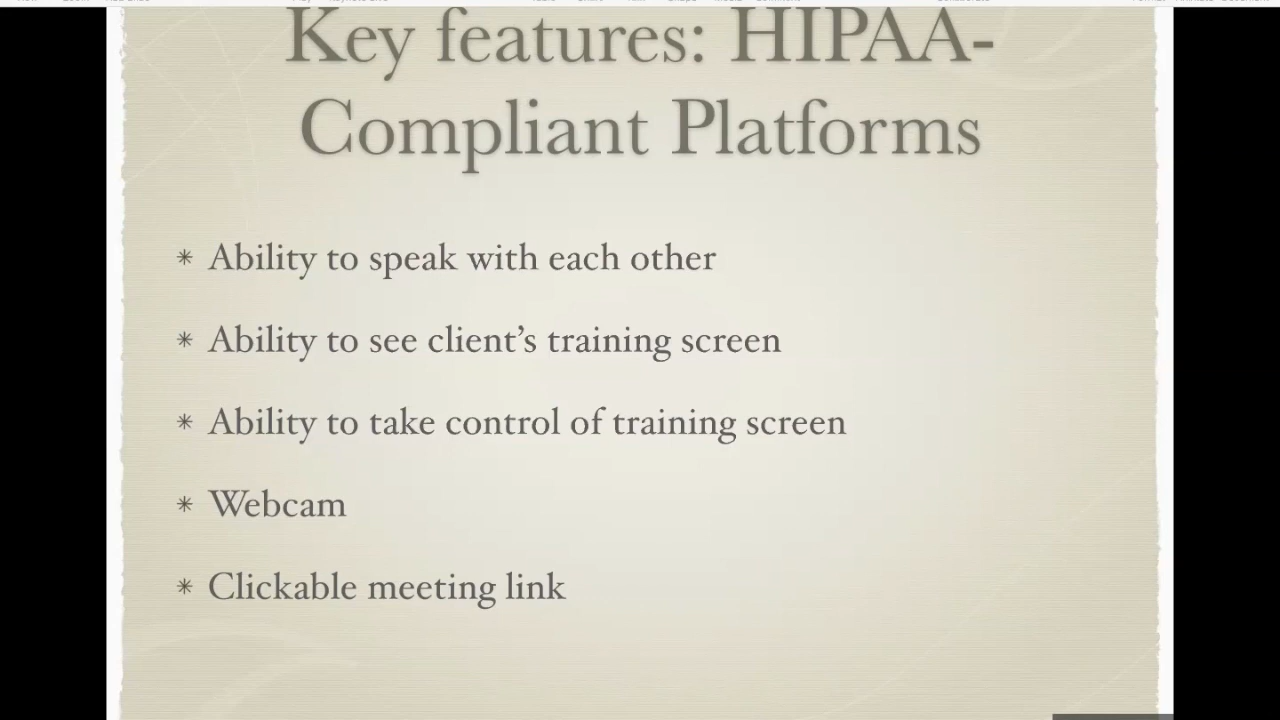 Key features: HIPAA-
Compliant Platforms
Ability to speak with each other
Ability to see client's training screen
Ability to take control of training screen
Webcam
Clickable meeting link